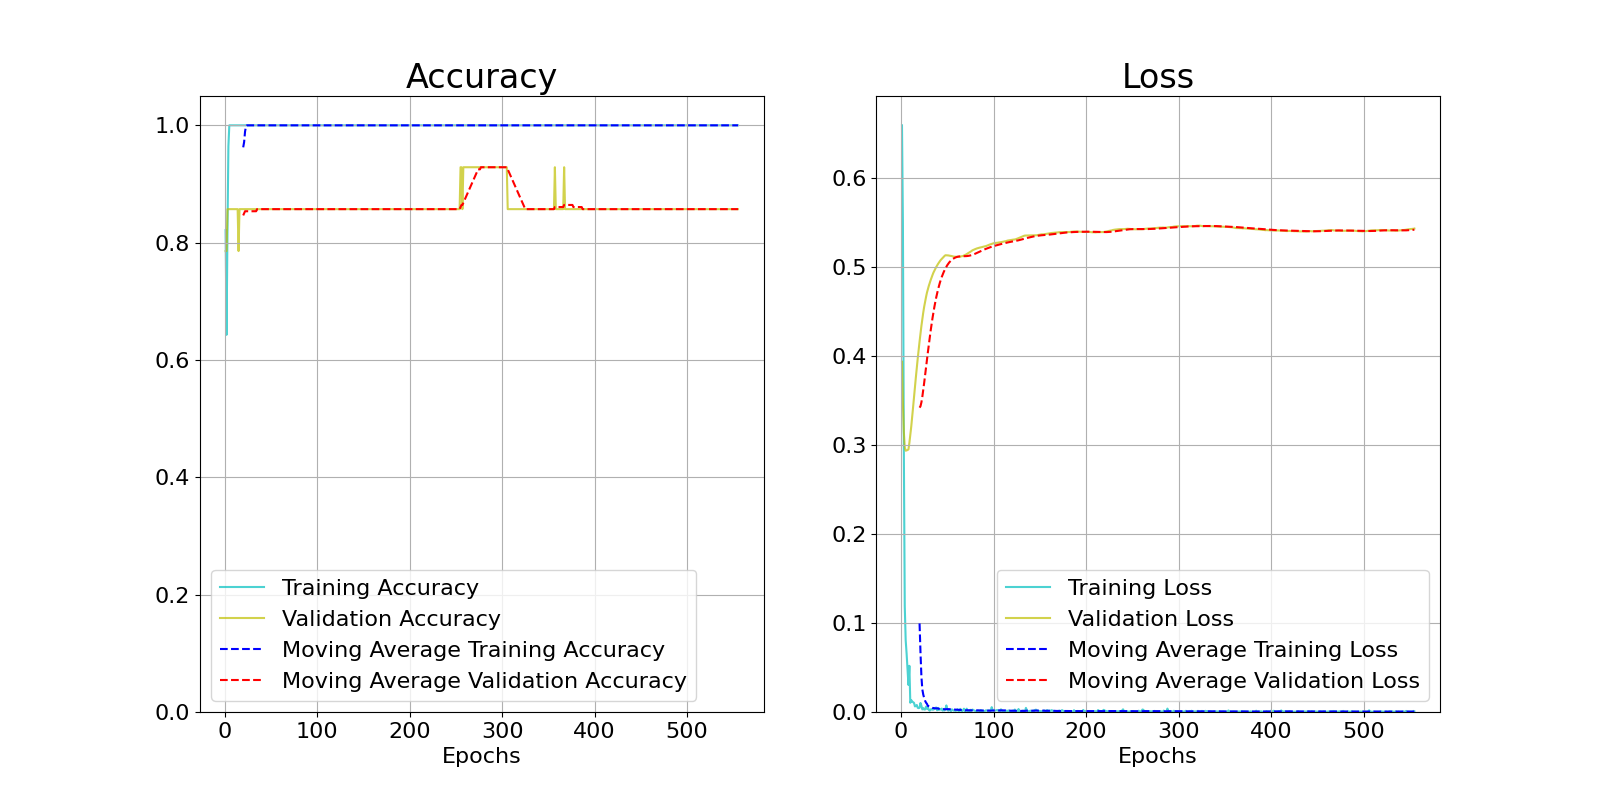 Accuracy
1.0
0.8
0.6
0.4
0.2
0.0
0 100 200 300 400 500
Epochs
Training Accuracy
Validation Accuracy
Moving Average Training Accuracy
Moving Average Validation Accuracy
Loss
0.6
0.5
0.4
0.3
0.2
0.1
0.0
0 100 200 300 400 500
Epochs
Training Loss
Validation Loss
Moving Average Training Loss
Moving Average Validation Loss